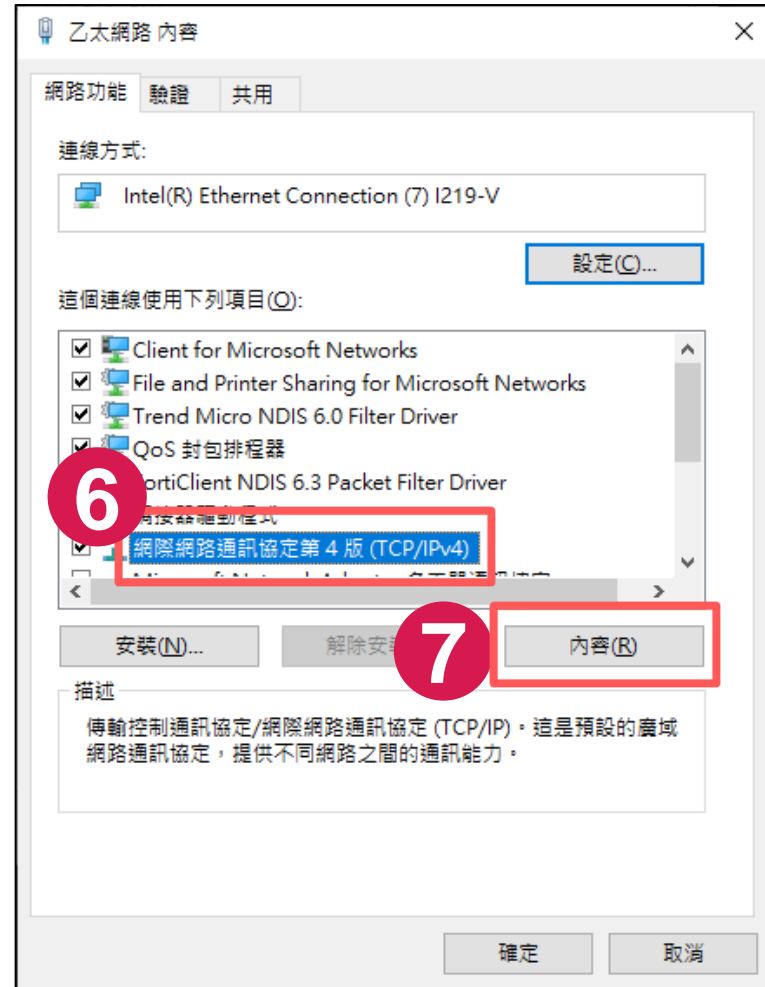 乙太網路 內容
網路功能 驗證 共用
連線方式:
Intel(R) Ethernet Connection (7) I219-V
設定(C)...
這個連線使用下列項目(O):
Client for Microsoft Networks
File and Printer Sharing for Microsoft Networks
Trend Micro NDIS 6.0 Filter Driver
QoS 封包排程器
FortiClient NDIS 6.3 Packet Filter Driver
6
網際網路通訊協定第 4 版 (TCP/IPv4)
安裝(N)...
解除安
7
內容(R)
描述
傳輸控制通訊協定/網際網路通訊協定 (TCP/IP)。這是預設的廣域
網路通訊協定，提供不同網路之間的通訊能力。
確定 取消